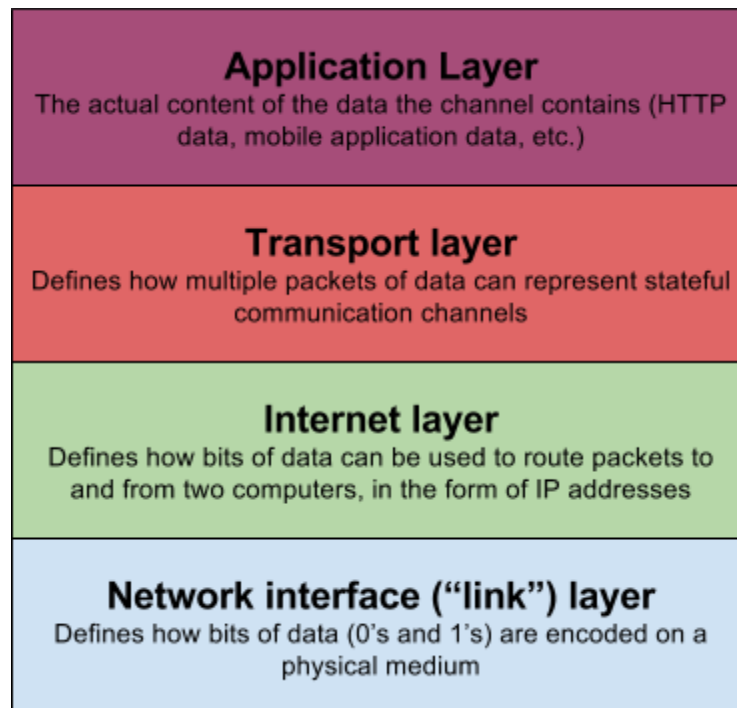 Application Layer
The actual content of the data the channel contains (HTTP
data, mobile application data, etc.)
Transport layer
Defines how multiple packets of data can represent stateful
communication channels
Internet layer
Defines how bits of data can be used to route packets to
and from two computers, in the form of IP addresses
Network interface (“link”) layer
Defines how bits of data (0’s and 1’s) are encoded on a
physical medium